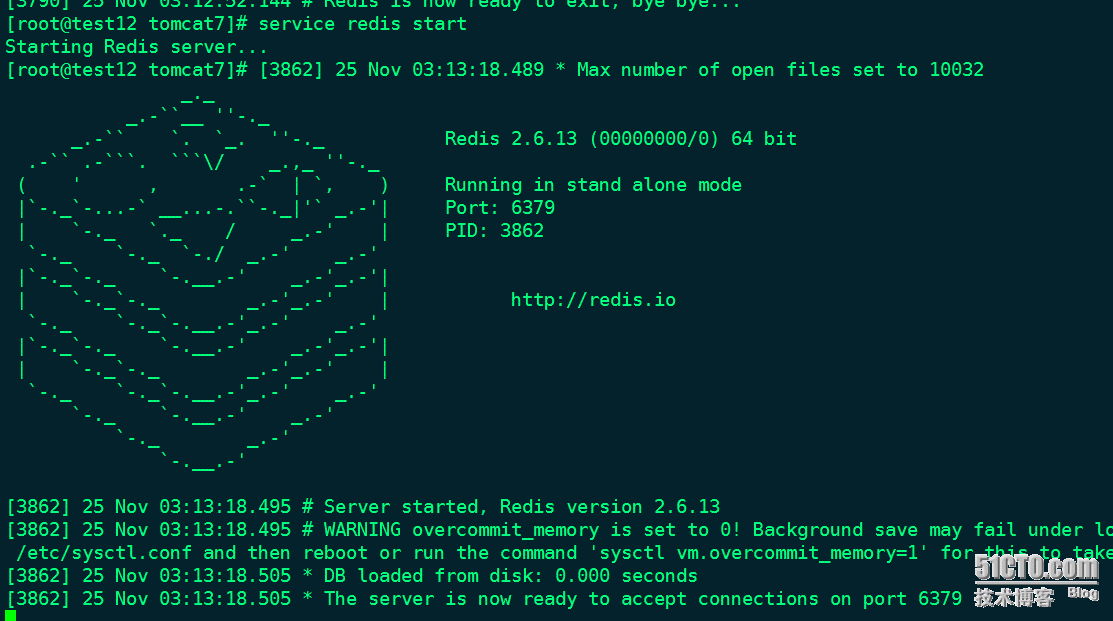 [3790] 25 Nov 03:12:52.144 # Redis is now ready to exit, bye bye...
[root@test12 tomcat7]# service redis start
Starting Redis server...
[root@test12 tomcat7]# [3862] 25 Nov 03:13:18.489 * Max number of open files set to 10032
Redis 2.6.13 (00000000/0) 64 bit
Running in stand alone mode
Port: 6379
PID: 3862
http://redis.io
[3862] 25 Nov 03:13:18.495 # Server started, Redis version 2.6.13
[3862] 25 Nov 03:13:18.495 # WARNING overcommit_memory is set to 0! Background save may fail under lo
/etc/sysctl.conf and then reboot or run the command 'sysctl vm.overcommit_memory=1' for this to take
[3862] 25 Nov 03:13:18.505 * DB loaded from disk: 0.000 seconds
[3862] 25 Nov 03:13:18.505 * The server is now ready to accept connections on port 6379
51CTO.com
技术博客 Blog